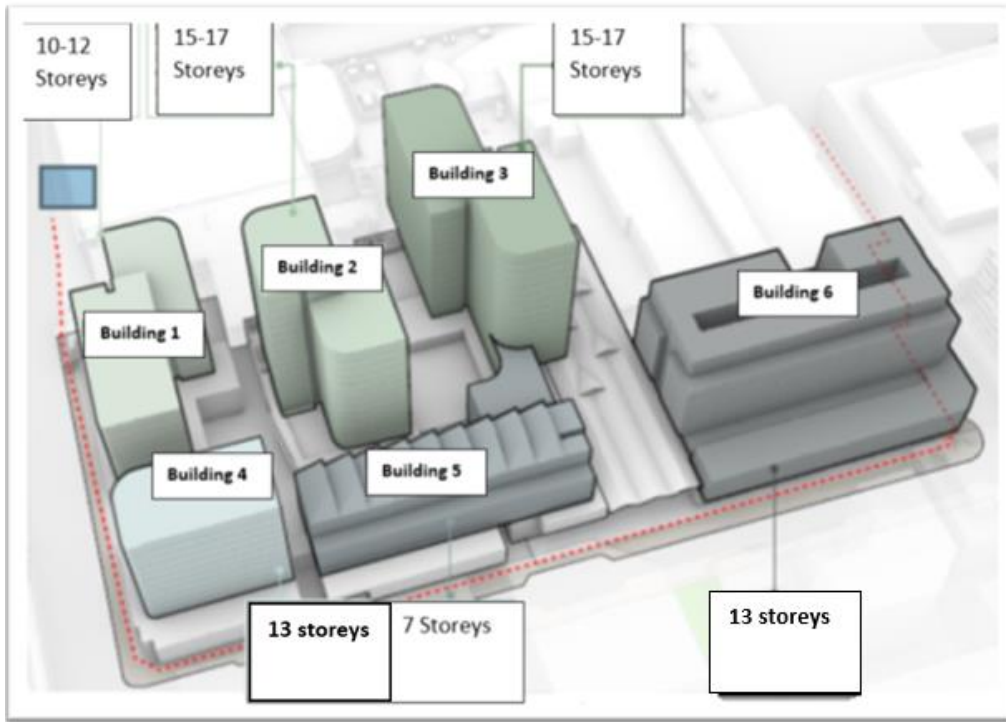 10-12
Storeys
15-17
Storeys
15-17
Storeys
Building 3
Building 2
Building 6
Building 1
Building 4
Building 5
13 storeys
7 Storeys
13 storeys